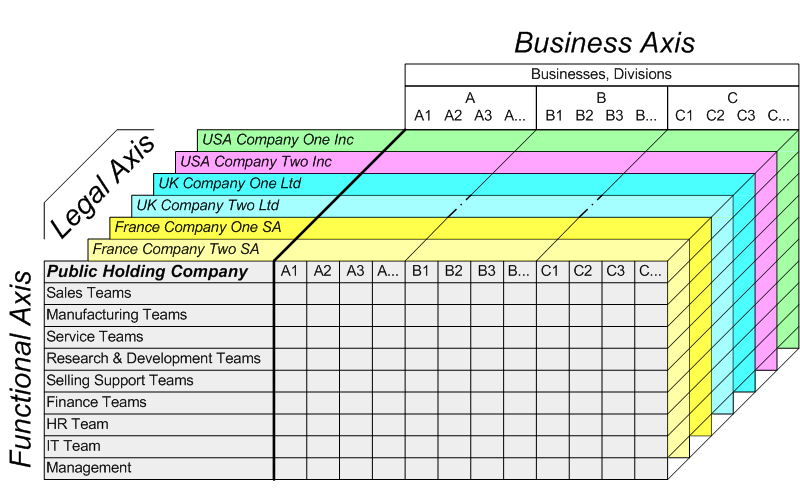 Business Axis
Businesses, Divisions
A B C
A1 A2 A3 A... B1 B2 B3 B... C1 C2 C3 C...
Legal Axis
USA Company One Inc
USA Company Two Inc
UK Company One Ltd
UK Company Two Ltd
France Company One SA
France Company Two SA
Functional Axis
Public Holding Company A1 A2 A3 A... B1 B2 B3 B... C1 C2 C3 C...
Sales Teams
Manufacturing Teams
Service Teams
Research & Development Teams
Selling Support Teams
Finance Teams
HR Team
IT Team
Management